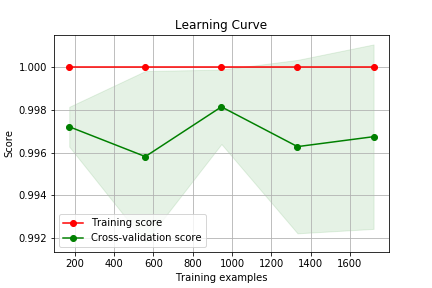 Learning Curve
1.000
0.998
0.996
0.994
0.992
Score
Training score
Cross-validation score
200 400 600 800 1000 1200 1400 1600
Training examples